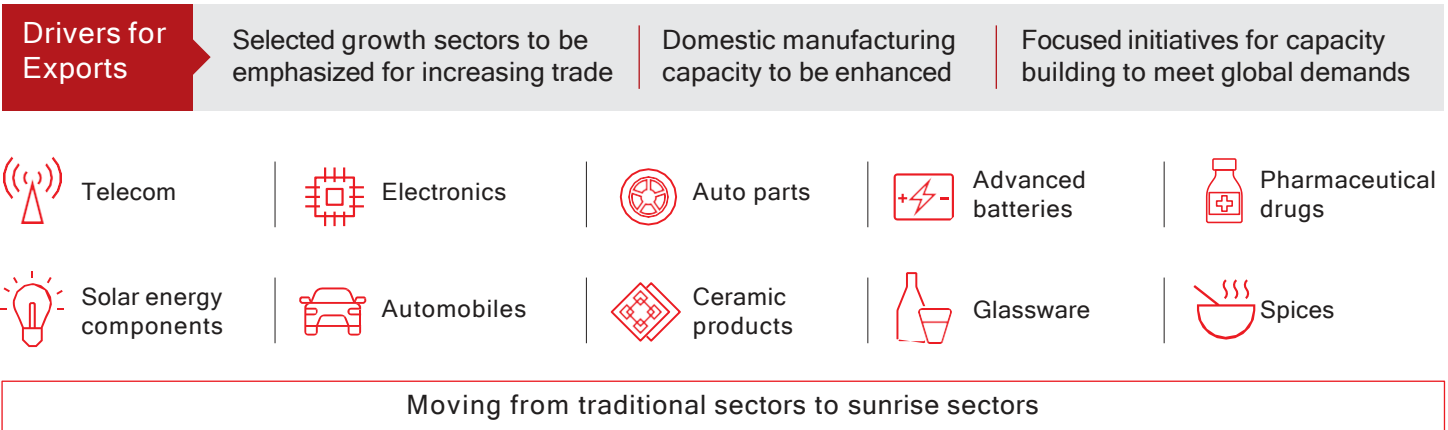 Drivers for
Exports
Selected growth sectors to be
emphasized for increasing trade
Domestic manufacturing
capacity to be enhanced
Focused initiatives for capacity
building to meet global demands
Telecom
Electronics
Auto parts
Advanced
batteries
Pharmaceutical
drugs
Solar energy
components
Automobiles
Ceramic
products
Glassware
Spices
Moving from traditional sectors to sunrise sectors